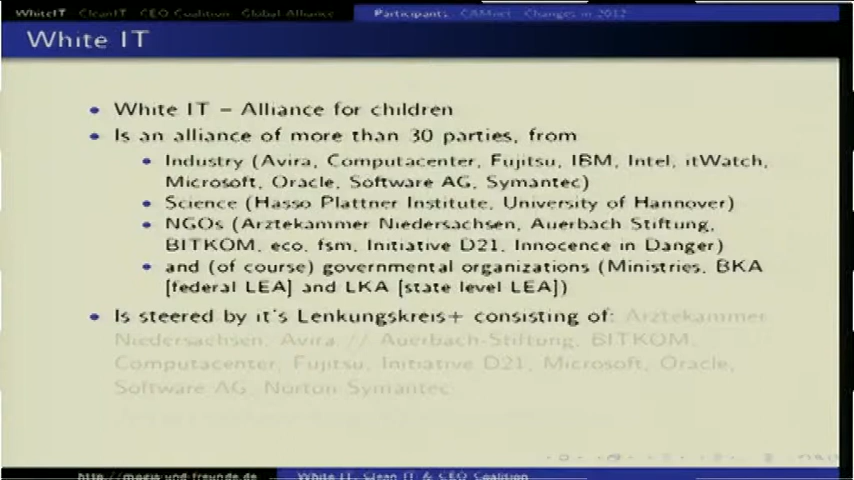 WhiteIT CleanIT CEO Coalition Global Alliance Participants CAMnet Changes in 2012
White IT
• White IT – Alliance for children
• Is an alliance of more than 30 parties, from
• Industry (Avira, Computacenter, Fujitsu, IBM, Intel, itWatch,
Microsoft, Oracle, Software AG, Symantec)
• Science (Hasso Plattner Institute, University of Hannover)
• NGOs (Arztekammer Niedersachsen, Auerbach Stiftung,
BITKOM, eco, fsm, Initiative D21, Innocence in Danger)
• and (of course) governmental organizations (Ministries, BKA
[federal LEA] and LKA [state level LEA])
• Is steered by it's Lenkungskreis+ consisting of: Arztekammer
Niedersachsen, Avira // Auerbach-Stiftung, BITKOM,
Computacenter, Fujitsu, Initiative D21, Microsoft, Oracle,
Software AG, Norton Symantec
http://mogis-und-freunde.de White IT, Clean IT & CEO Coalition